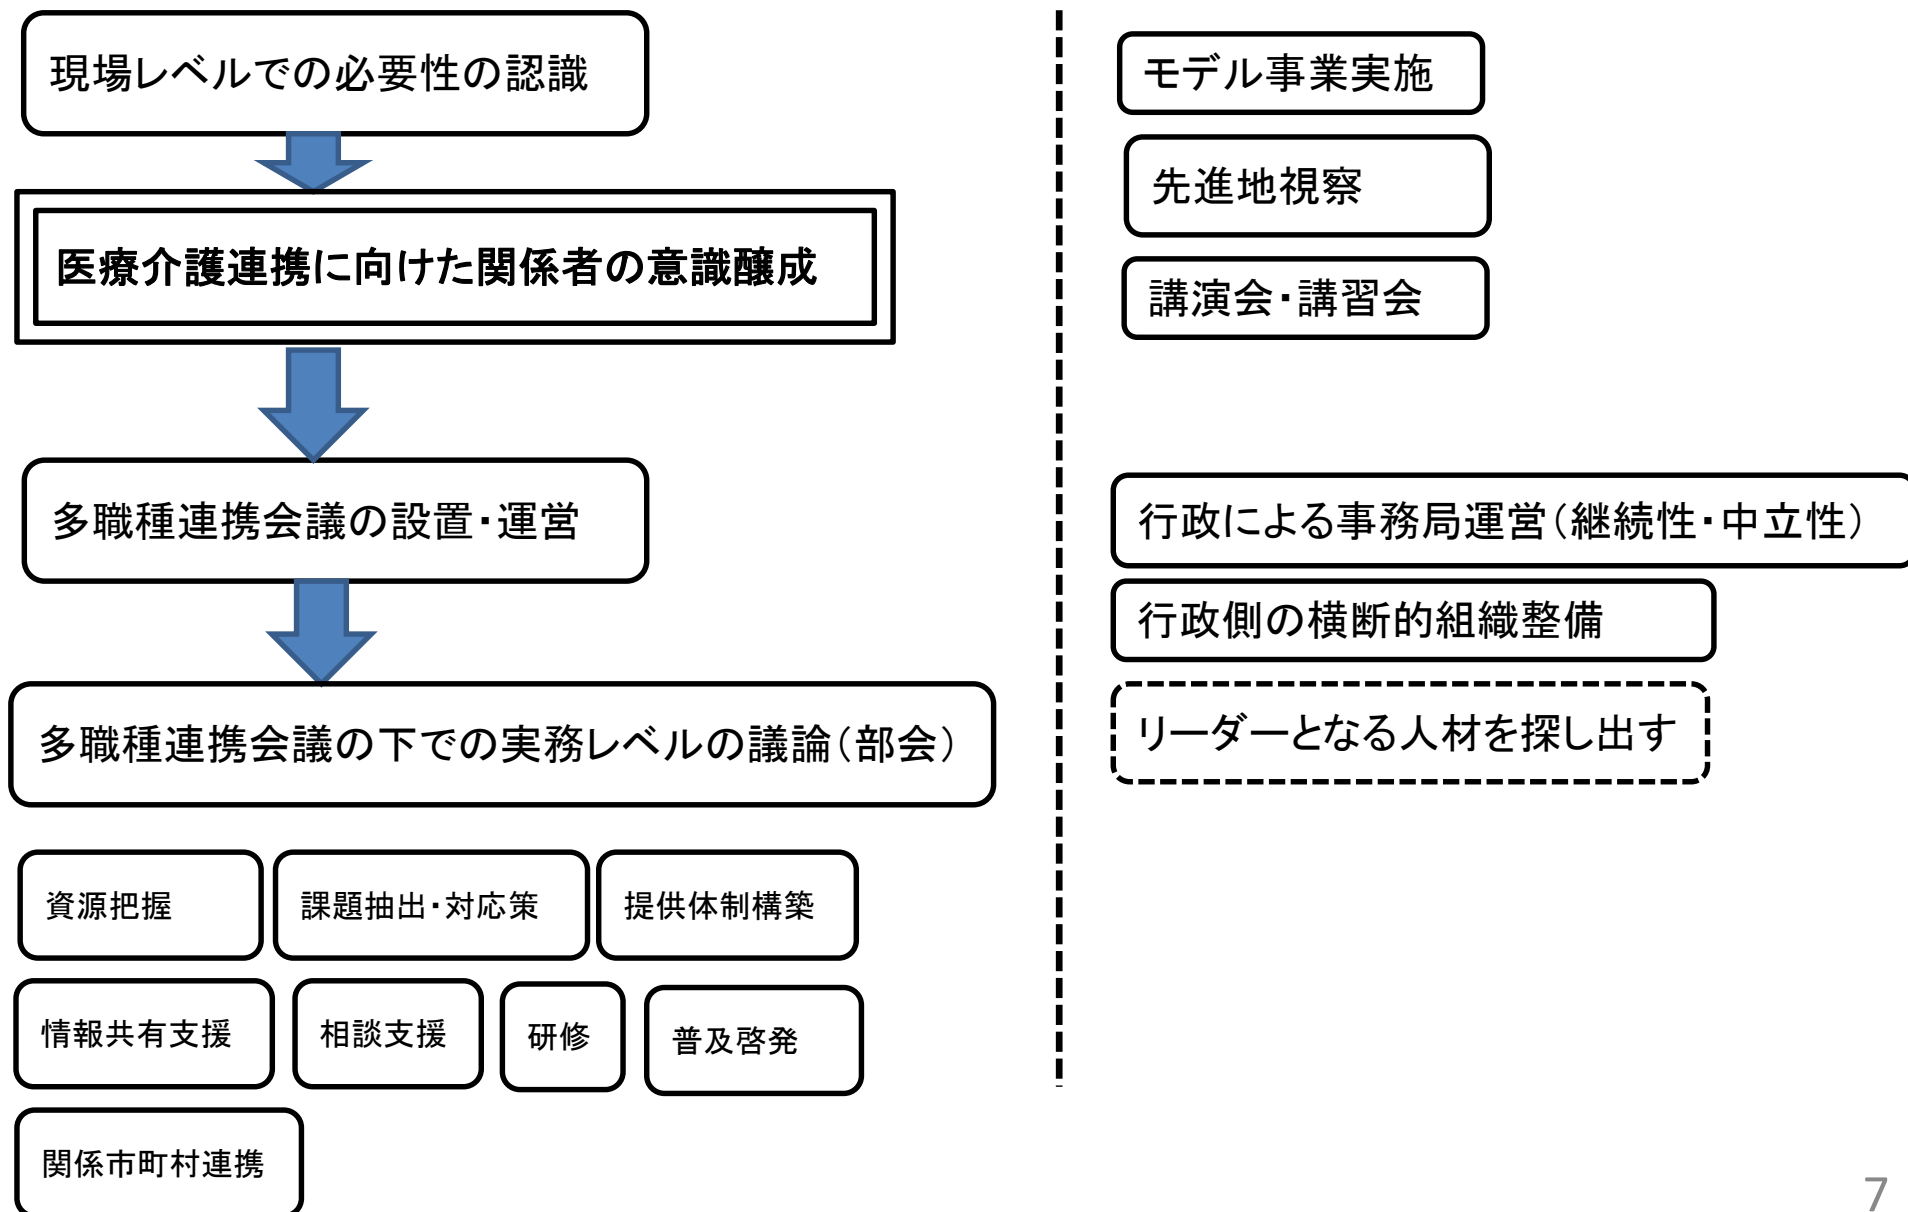 現場レベルでの必要性の認識
医療介護連携に向けた関係者の意識醸成
多職種連携会議の設置・運営
多職種連携会議の下での実務レベルの議論（部会）
資源把握
課題抽出・対応策
提供体制構築
情報共有支援
相談支援
研修
普及啓発
関係市町村連携
モデル事業実施
先進地視察
講演会・講習会
行政による事務局運営（継続性・中立性）
行政側の横断的組織整備
リーダーとなる人材を探し出す
7